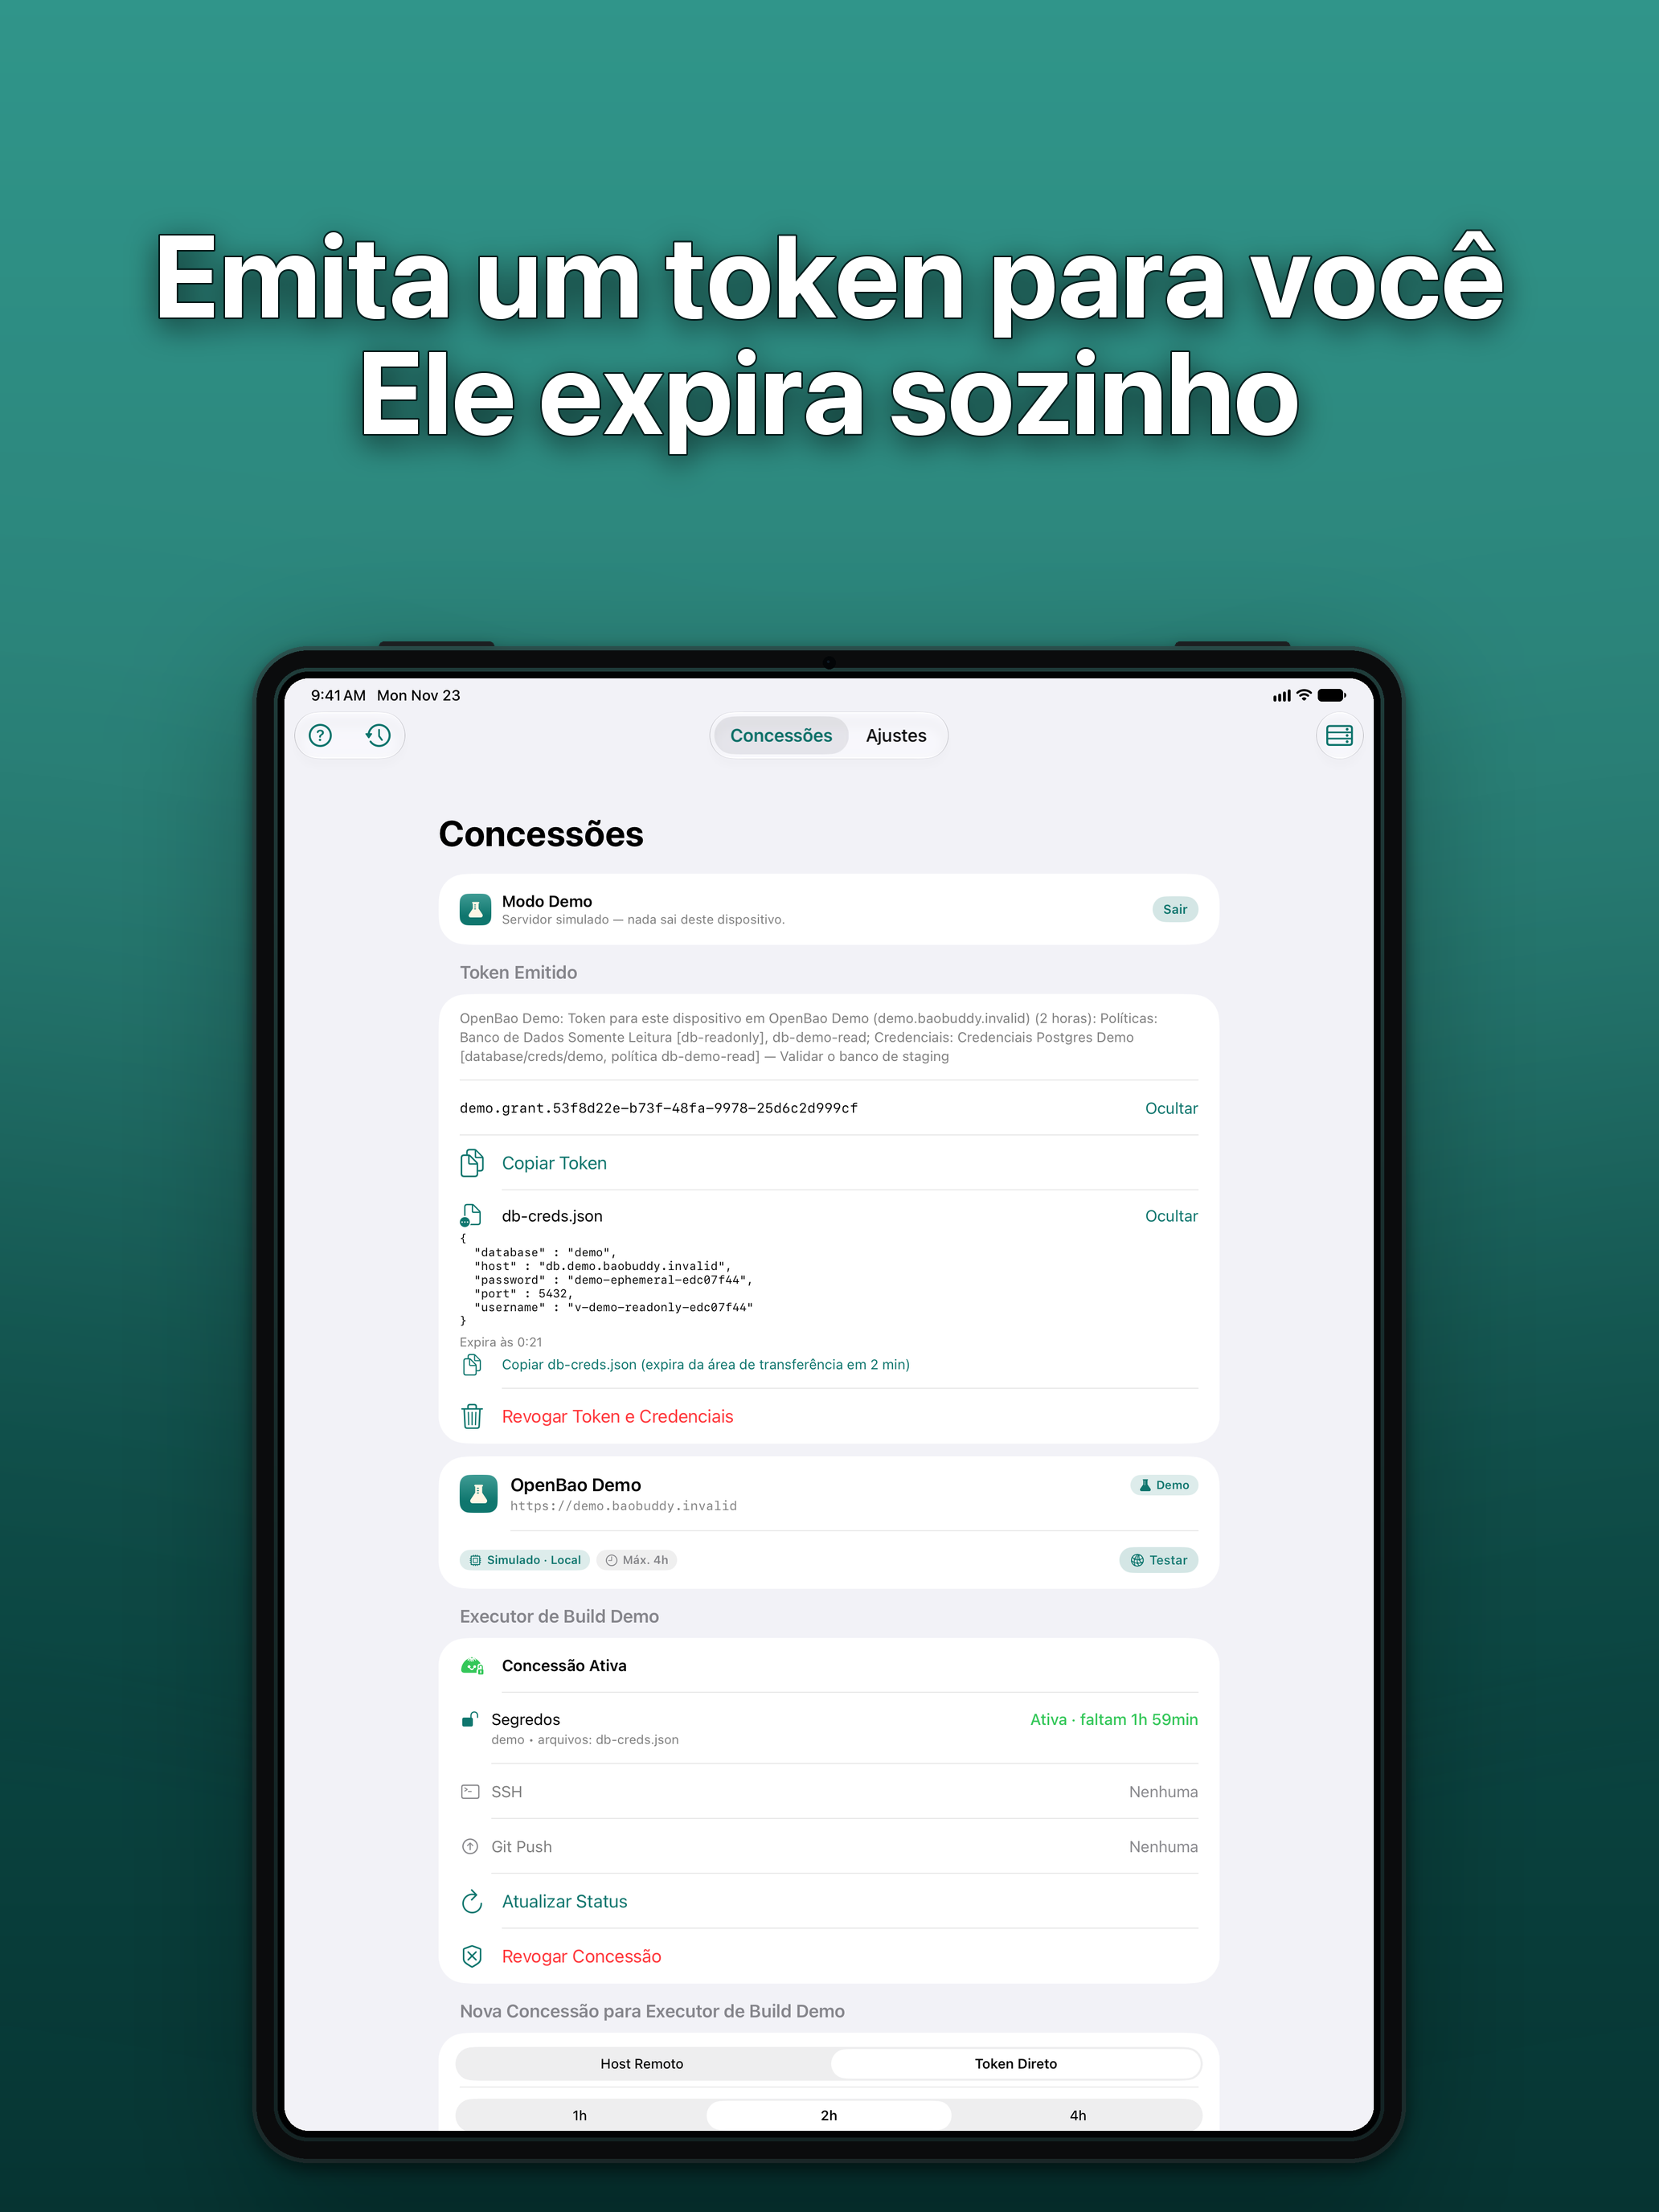 Emita um token para você
Ele expira sozinho
9:41 AM Mon Nov 23
Concessões
Ajustes
Concessões
Modo Demo
Servidor simulado — nada sai deste dispositivo.
Sair
Token Emitido
OpenBao Demo: Token para este dispositivo em OpenBao Demo (demo.baobuddy.invalid) (2 horas): Políticas:
Banco de Dados Somente Leitura [db-readonly], db-demo-read; Credenciais: Credenciais Postgres Demo
[database/creds/demo, política db-demo-read] — Validar o banco de staging
demo.grant.53f8d22e-b73f-48fa-9978-25d6c2d999cf
Ocultar
Copiar Token
db-creds.json
Ocultar
{
"database" : "demo",
"host" : "db.demo.baobuddy.invalid",
"password" : "demo-ephemeral-edc07f44",
"port" : 5432,
"username" : "v-demo-readonly-edc07f44"
}
Expira às 0:21
Copiar db-creds.json (expira da área de transferência em 2 min)
Revogar Token e Credenciais
OpenBao Demo
Demo
https://demo.baobuddy.invalid
Simulado · Local
Máx. 4h
Testar
Executor de Build Demo
Concessão Ativa
Segredos
Ativa · faltam 1h 59min
demo • arquivos: db-creds.json
SSH
Nenhuma
Git Push
Nenhuma
Atualizar Status
Revogar Concessão
Nova Concessão para Executor de Build Demo
Host Remoto
Token Direto
1h
2h
4h